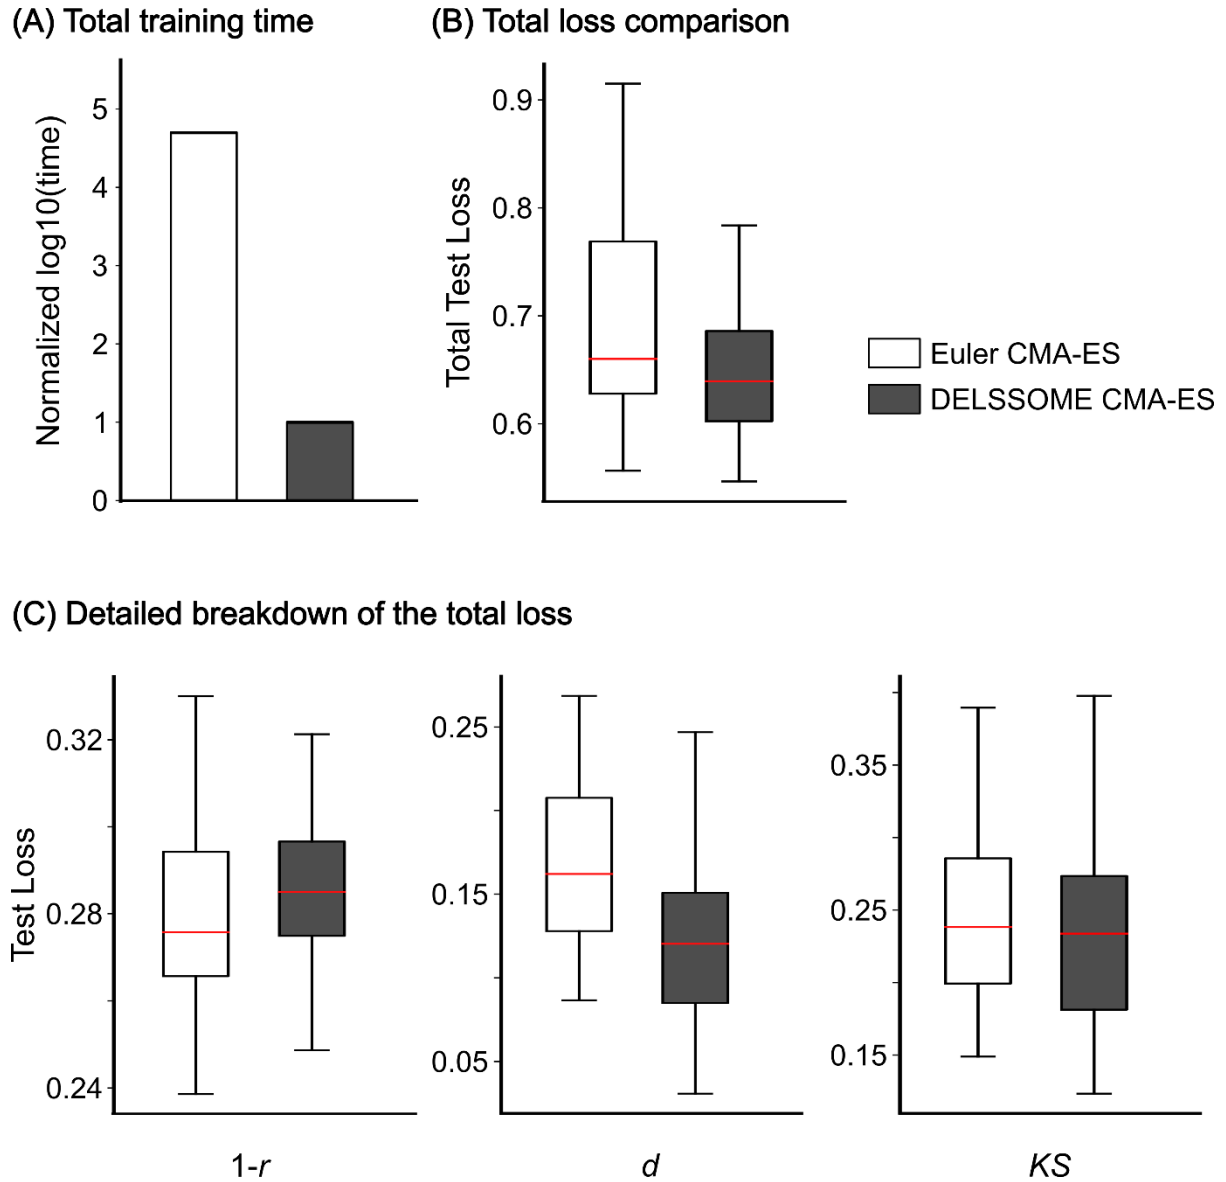 (A) Total training time
(B) Total loss comparison
Normalized log10(time)
5
4
3
2
1
0
Total Test Loss
0.9
0.8
0.7
0.6
Euler CMA-ES
DELSSOME CMA-ES
(C) Detailed breakdown of the total loss
Test Loss
0.32
0.28
0.24
1-r
0.25
0.15
0.05
d
0.35
0.25
0.15
KS